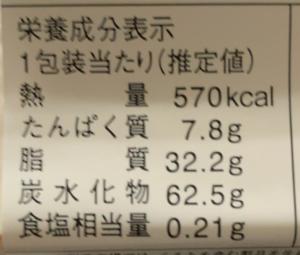 栄養成分表示
1包装当たり(推定値)
熱量 570kcal
たんぱく質 7.8g
脂質 32.2g
炭水化物 62.5g
食塩相当量 0.21g